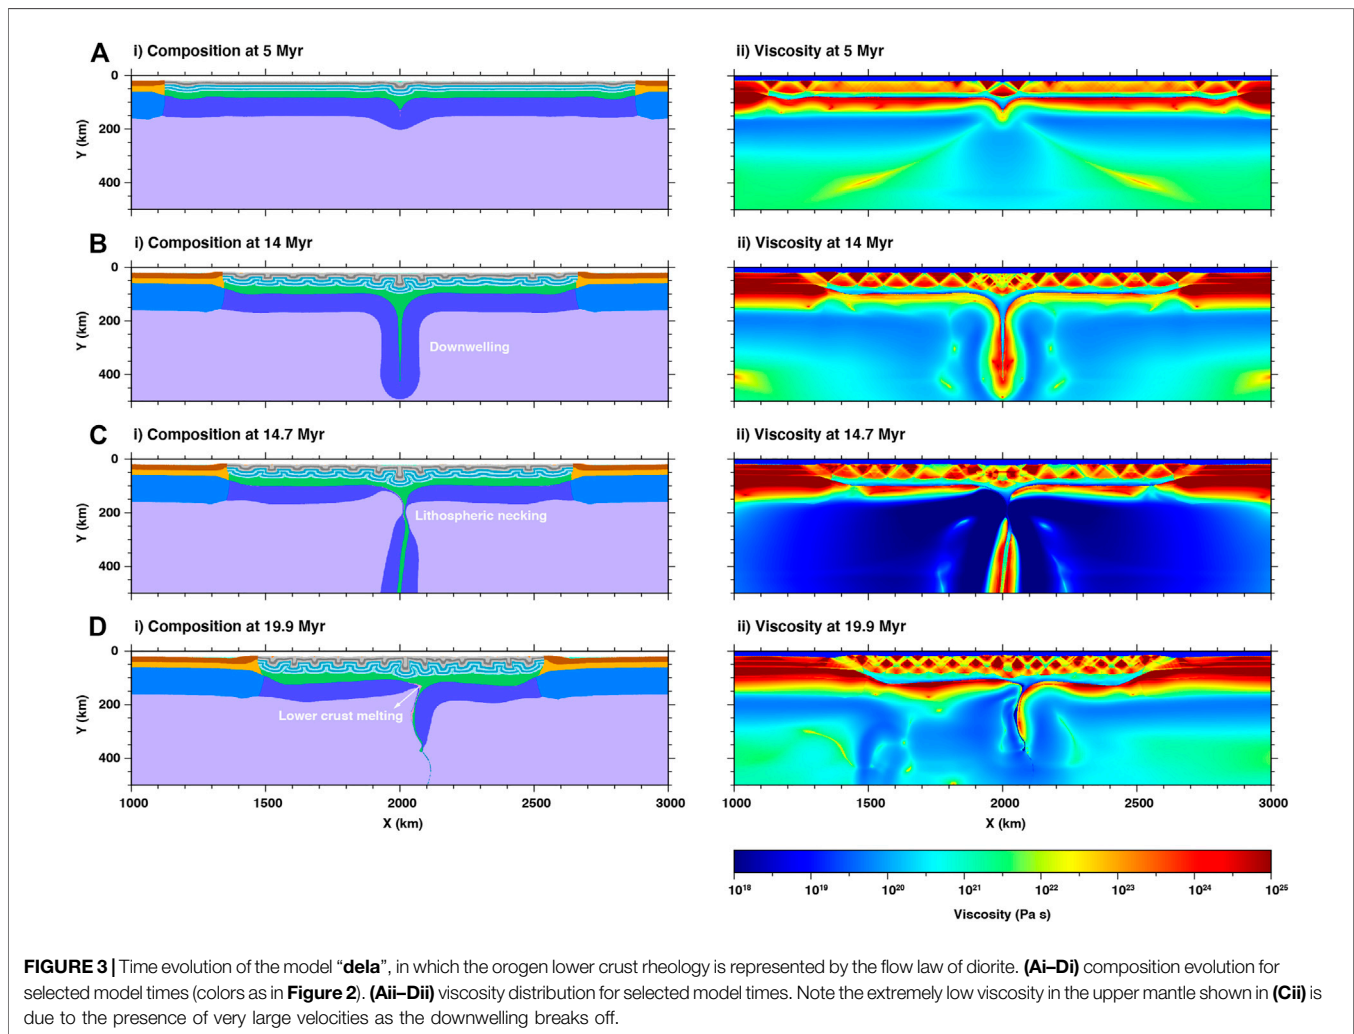 A
i) Composition at 5 Myr
ii) Viscosity at 5 Myr
0
200
400
Y (km)
B
i) Composition at 14 Myr
ii) Viscosity at 14 Myr
0
200
400
Y (km)
Downwelling
C
i) Composition at 14.7 Myr
ii) Viscosity at 14.7 Myr
0
200
400
Y (km)
Lithospheric necking
D
i) Composition at 19.9 Myr
ii) Viscosity at 19.9 Myr
0
200
400
Y (km)
Lower crust melting
1000 1500 2000 2500 3000
X (km)
1000 1500 2000 2500 3000
X (km)
10¹⁸ 10¹⁹ 10²⁰ 10²¹ 10²² 10²³ 10²⁴ 10²⁵
Viscosity (Pa s)
FIGURE 3 | Time evolution of the model “dela”, in which the orogen lower crust rheology is represented by the flow law of diorite. (Ai–Di) composition evolution for
selected model times (colors as in Figure 2). (Aii–Dii) viscosity distribution for selected model times. Note the extremely low viscosity in the upper mantle shown in (Cii) is
due to the presence of very large velocities as the downwelling breaks off.